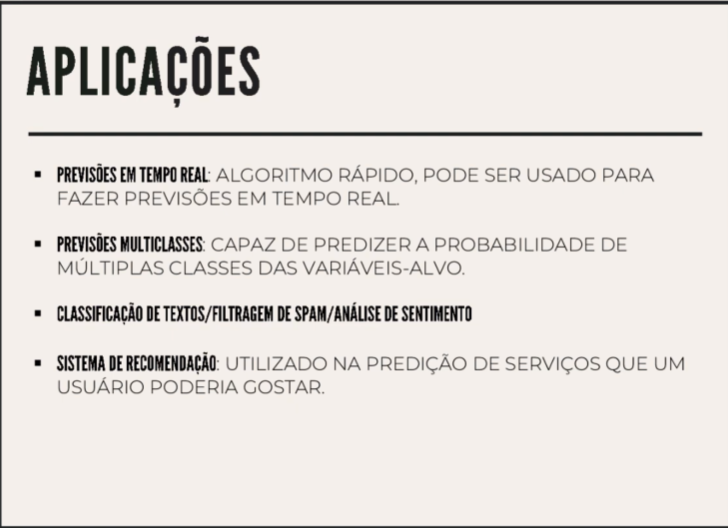 APLICAÇÕES
▪ PREVISÕES EM TEMPO REAL: ALGORITMO RÁPIDO, PODE SER USADO PARA
FAZER PREVISÕES EM TEMPO REAL.
▪ PREVISÕES MULTICLASSES: CAPAZ DE PREDIZER A PROBABILIDADE DE
MÚLTIPLAS CLASSES DAS VARIÁVEIS-ALVO.
▪ CLASSIFICAÇÃO DE TEXTOS/FILTRAGEM DE SPAM/ANÁLISE DE SENTIMENTO
▪ SISTEMA DE RECOMENDAÇÃO: UTILIZADO NA PREDIÇÃO DE SERVIÇOS QUE UM
USUÁRIO PODERIA GOSTAR.